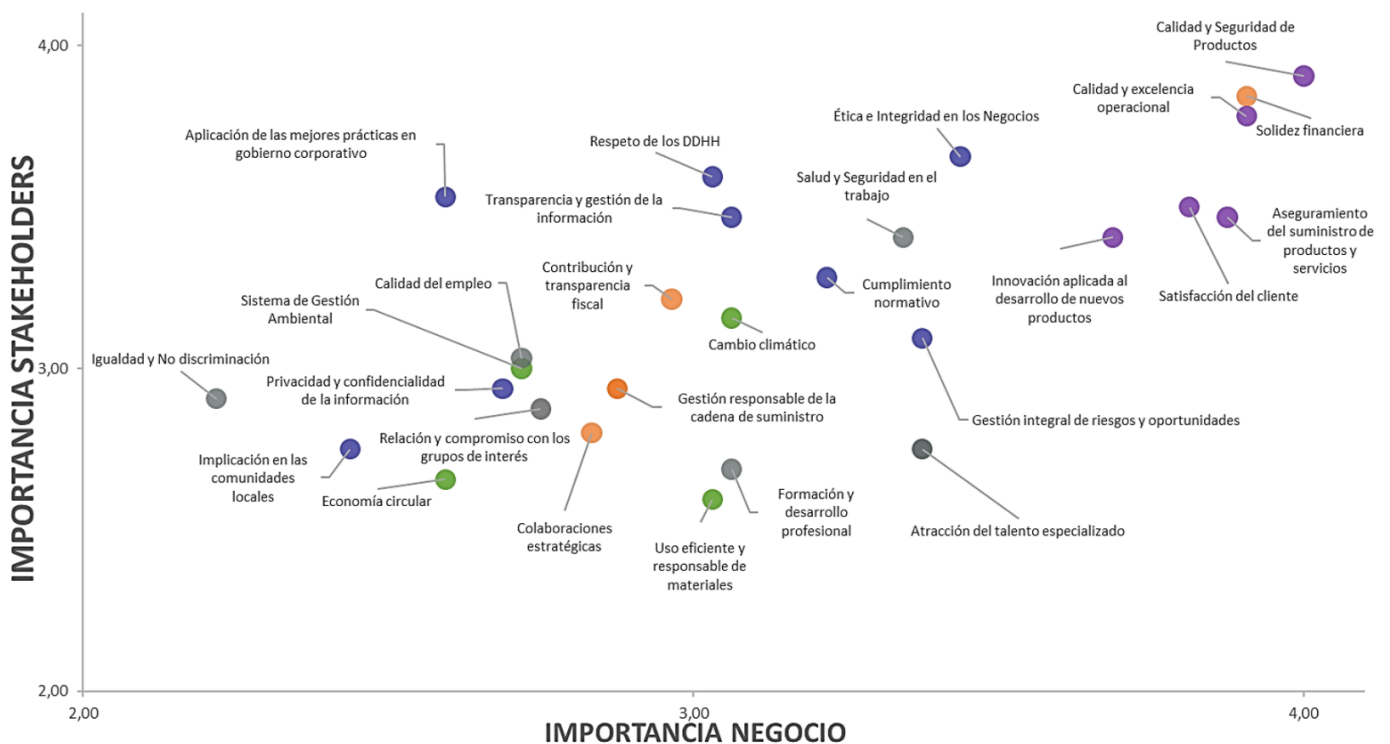 Calidad y Seguridad de
Productos
4,00
Calidad y excelencia
operacional
Solidez financiera
Ética e Integridad en los Negocios
Aplicación de las mejores prácticas en
gobierno corporativo
Respeto de los DDHH
Salud y Seguridad en el
trabajo
Transparencia y gestión de la
información
Aseguramiento
del suministro de
productos y
servicios
Contribución y
transparencia
fiscal
Calidad del empleo
Cumplimiento
normativo
Innovación aplicada al
desarrollo de nuevos
productos
Satisfacción del cliente
Sistema de Gestión
Ambiental
Cambio climático
Igualdad y No discriminación
3,00
Privacidad y confidencialidad
de la información
Gestión responsable de la
cadena de suministro
Gestión integral de riesgos y oportunidades
Relación y compromiso con los
grupos de interés
Implicación en las
comunidades
locales
Economía circular
Formación y
desarrollo
profesional
Colaboraciones
estratégicas
Atracción del talento especializado
Uso eficiente y
responsable de
materiales
IMPORTANCIA STAKEHOLDERS
2,00
2,00
3,00
4,00
IMPORTANCIA NEGOCIO